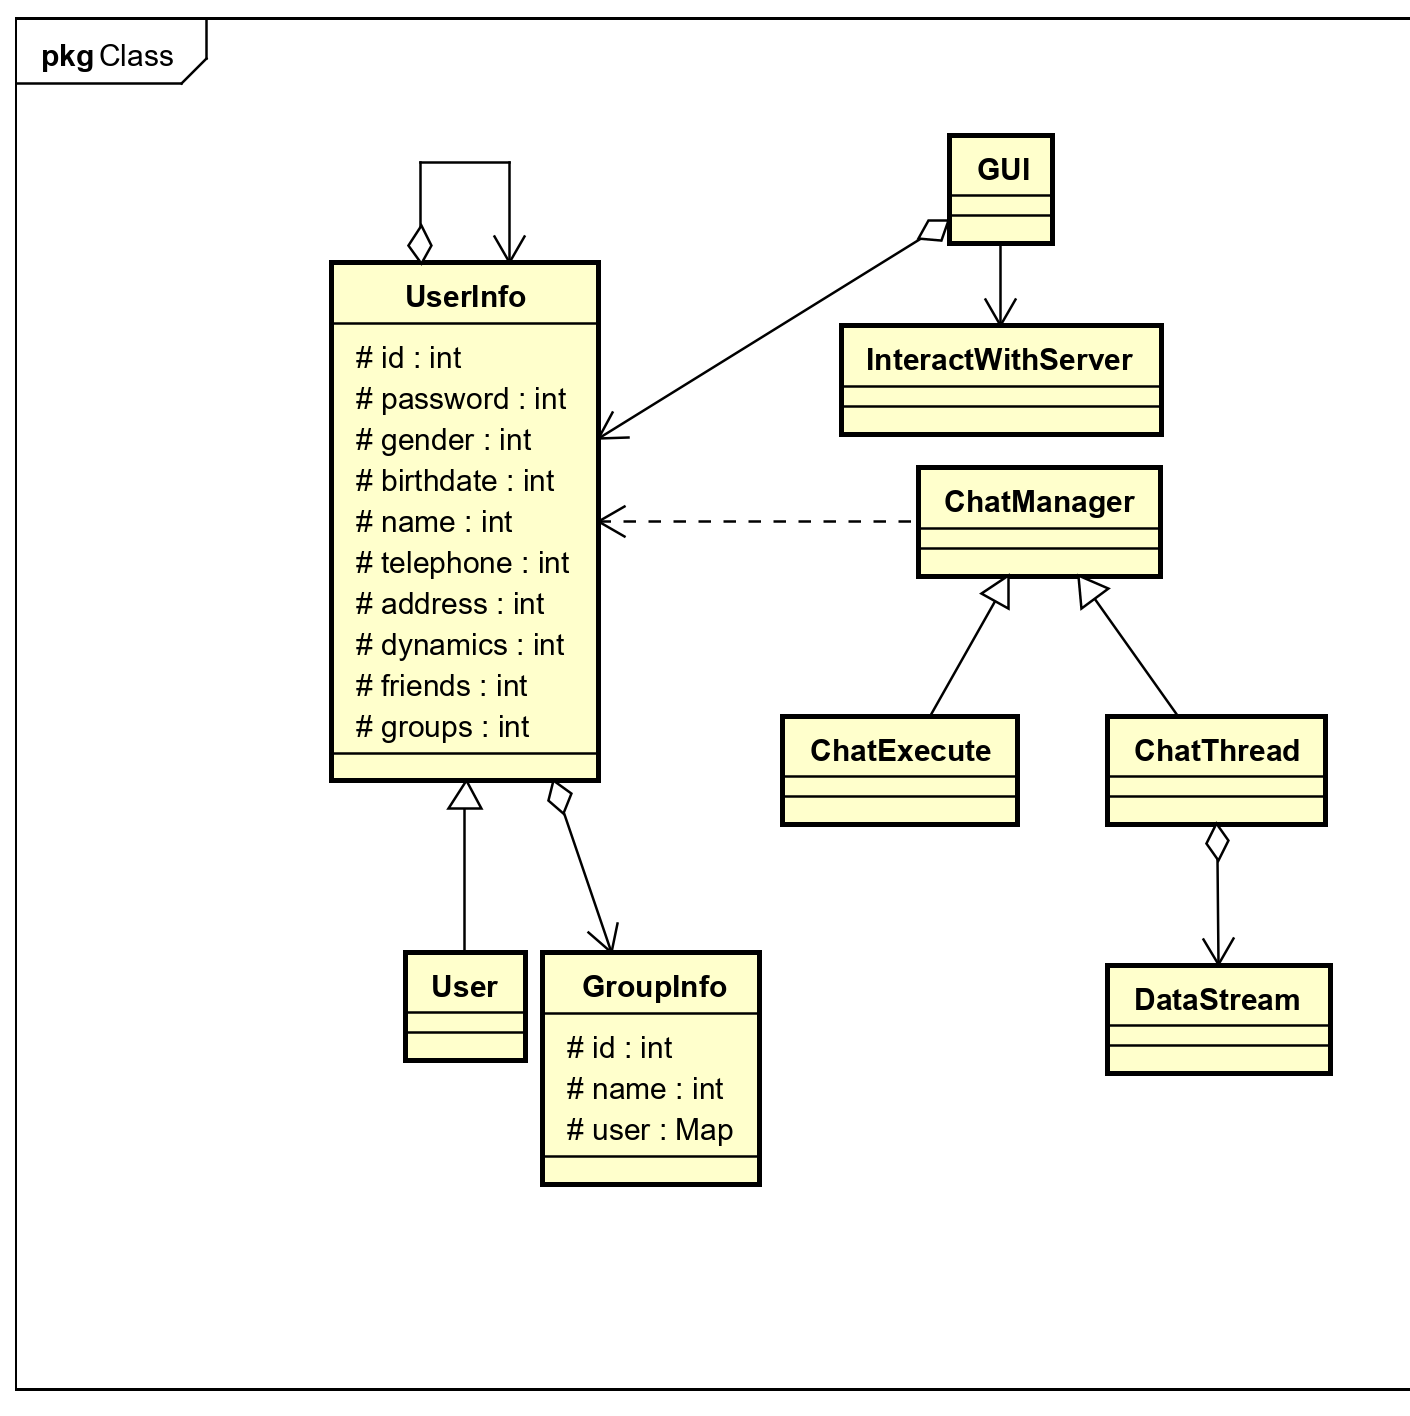 pkg Class
GUI
UserInfo
# id : int
# password : int
# gender : int
# birthdate : int
# name : int
# telephone : int
# address : int
# dynamics : int
# friends : int
# groups : int
InteractWithServer
ChatManager
ChatExecute
ChatThread
User
GroupInfo
# id : int
# name : int
# user : Map
DataStream